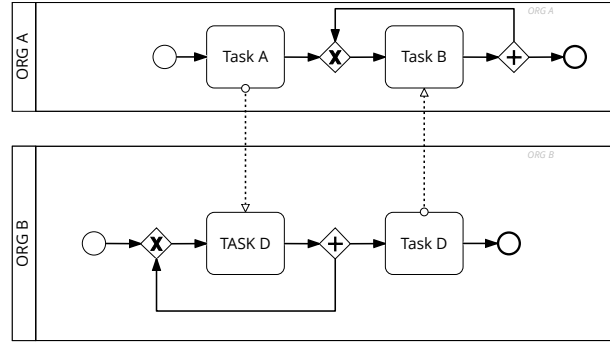 ORG A
ORG A
Task A
Task B
ORG B
ORG B
TASK D
Task D